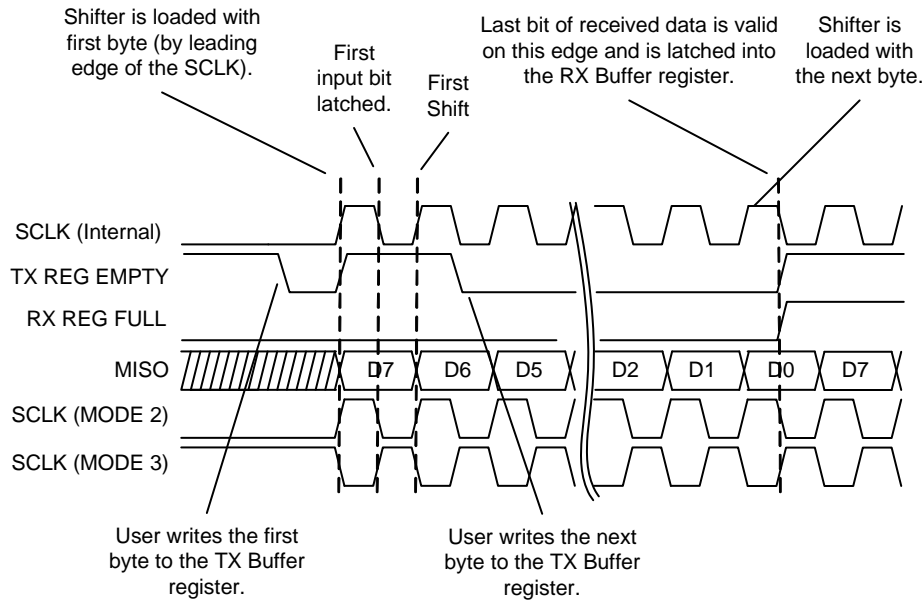 Shifter is loaded with
first byte (by leading
edge of the SCLK).
First
input bit
latched.
First
Shift
Last bit of received data is valid
on this edge and is latched into
the RX Buffer register.
Shifter is
loaded with
the next byte.
SCLK (Internal)
TX REG EMPTY
RX REG FULL
MISO
D7
D6
D5
D2
D1
D0
D7
SCLK (MODE 2)
SCLK (MODE 3)
User writes the first
byte to the TX Buffer
register.
User writes the next
byte to the TX Buffer
register.